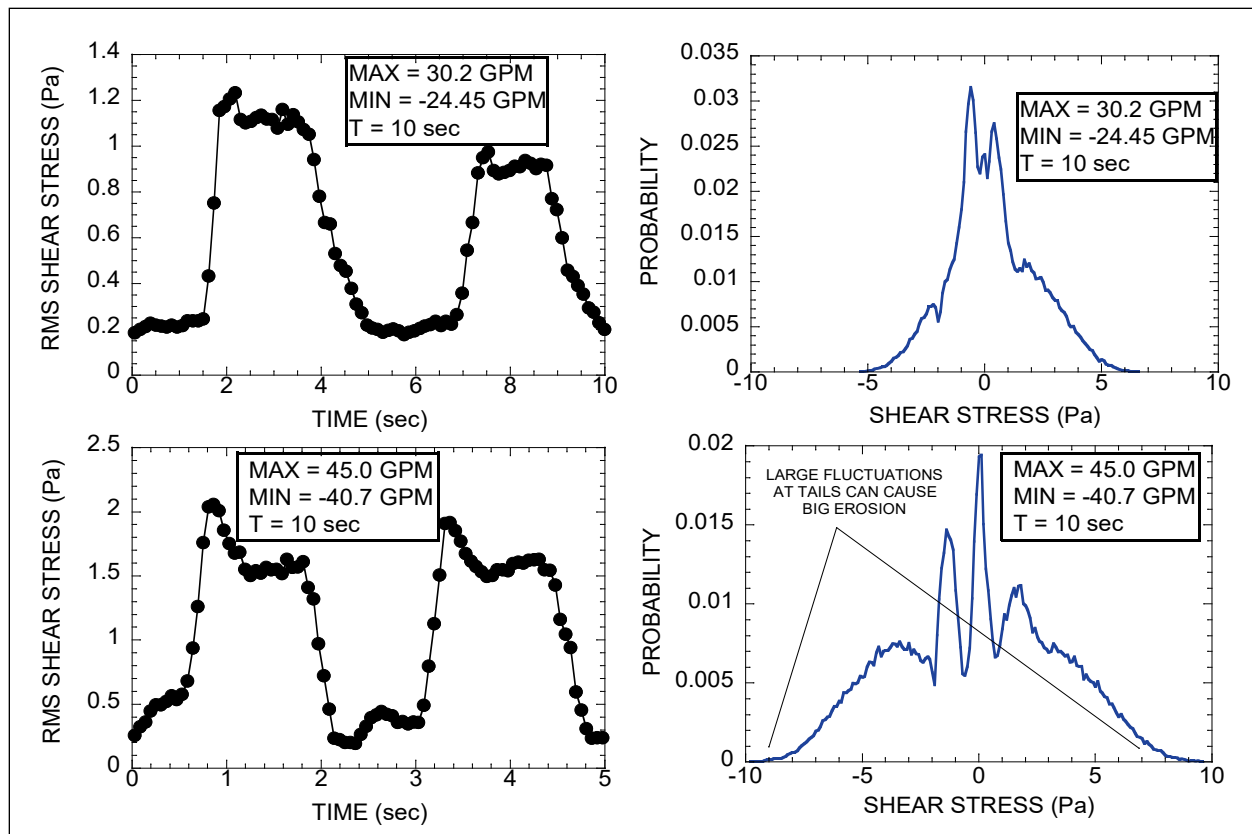 RMS SHEAR STRESS (Pa)
1.4
1.2
1
0.8
0.6
0.4
0.2
0
MAX = 30.2 GPM
MIN = -24.45 GPM
T = 10 sec
0 2 4 6 8 10
TIME (sec)
PROBABILITY
0.035
0.03
0.025
0.02
0.015
0.01
0.005
0
MAX = 30.2 GPM
MIN = -24.45 GPM
T = 10 sec
-10 -5 0 5 10
SHEAR STRESS (Pa)
RMS SHEAR STRESS (Pa)
2.5
2
1.5
1
0.5
0
MAX = 45.0 GPM
MIN = -40.7 GPM
T = 10 sec
0 1 2 3 4 5
TIME (sec)
PROBABILITY
0.02
0.015
0.01
0.005
0
LARGE FLUCTUATIONS
AT TAILS CAN CAUSE
BIG EROSION
MAX = 45.0 GPM
MIN = -40.7 GPM
T = 10 sec
-10 -5 0 5 10
SHEAR STRESS (Pa)